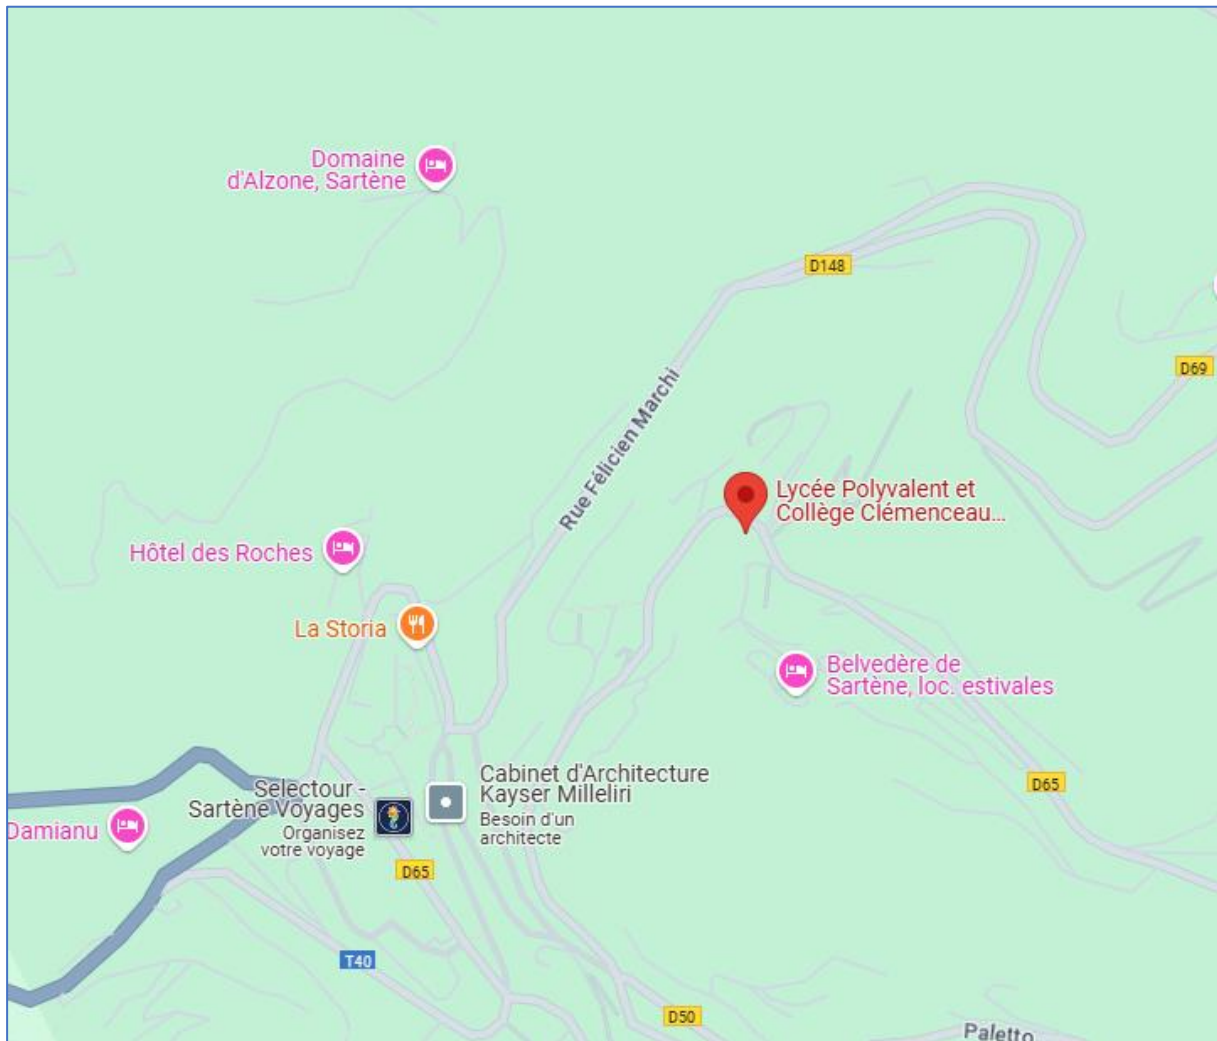 Domaine
d'Alzone, Sartène
D148
D69
Rue Félicien Marchi
Lycée Polyvalent et
Collège Clémenceau...
Hôtel des Roches
La Storia
Belvedère de
Sartène, loc. estivales
Selectour -
Sartène Voyages
Organisez
votre voyage
Cabinet d'Architecture
Kayser Milleliri
Besoin d'un
architecte
D65
Damianu
D65
T40
D50
Paletto